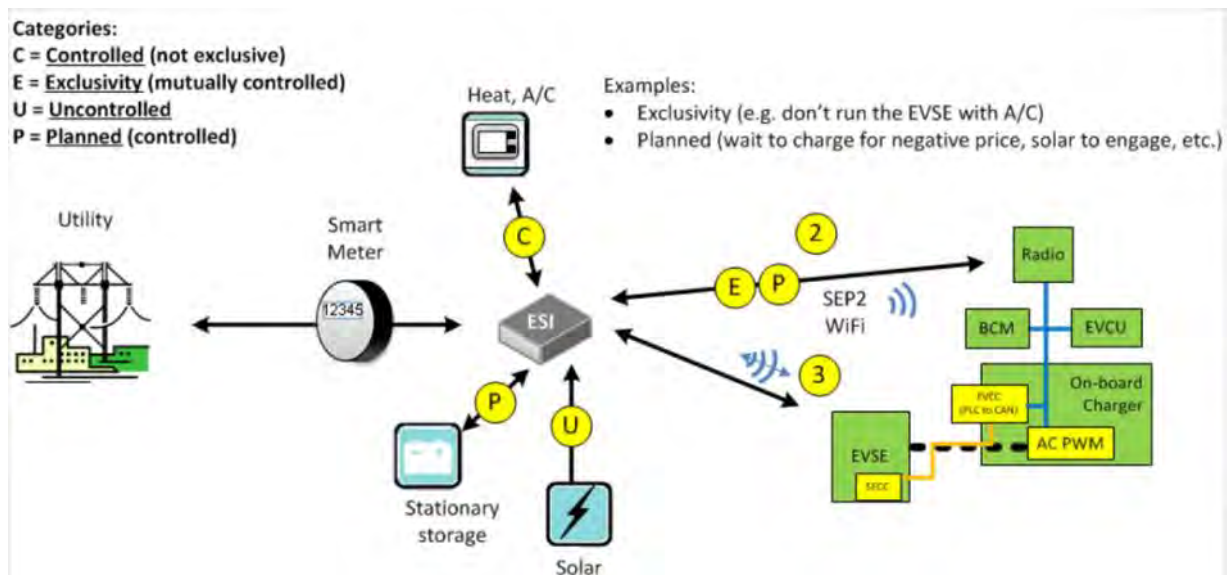 Categories:
C = Controlled (not exclusive)
E = Exclusivity (mutually controlled)
U = Uncontrolled
P = Planned (controlled)
Heat, A/C
Examples:
• Exclusivity (e.g. don't run the EVSE with A/C)
• Planned (wait to charge for negative price, solar to engage, etc.)
Utility
Smart
Meter
12345
C
ESI
E
P
2
SEP2
WiFi
3
Radio
BCM
EVCU
On-board
Charger
EVCC
(PLC to CAN)
AC PWM
EVSE
SECC
P
U
Stationary
storage
Solar